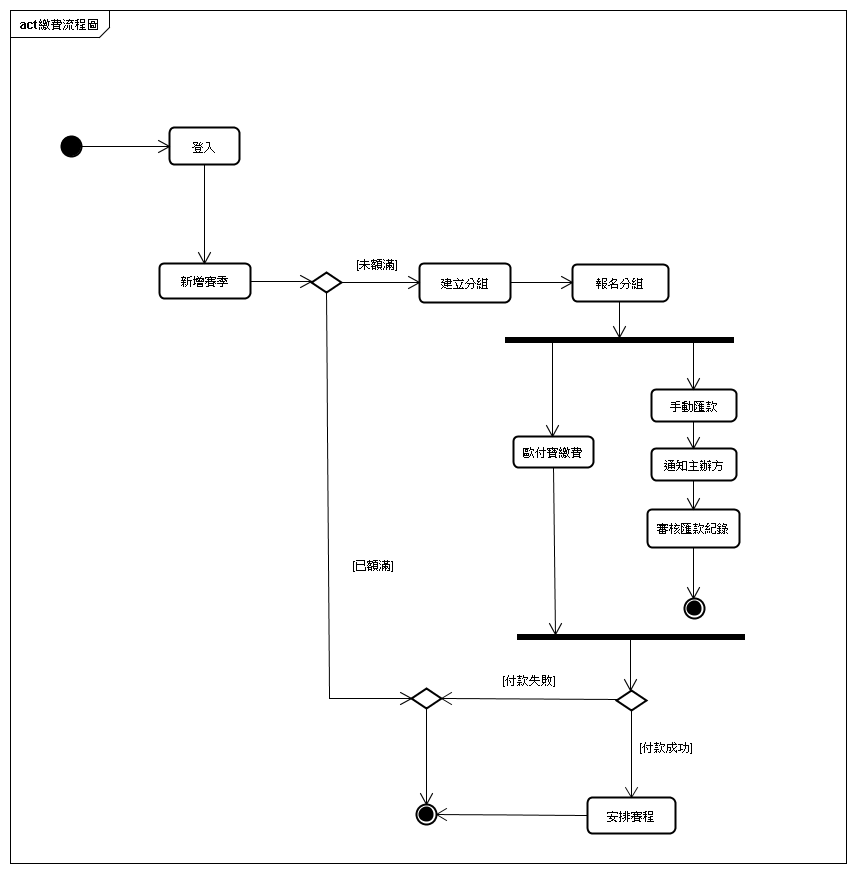 act繳費流程圖
登入
新增賽季
[未額滿]
建立分組
報名分組
手動匯款
歐付寶繳費
通知主辦方
審核匯款紀錄
[已額滿]
[付款失敗]
[付款成功]
安排賽程